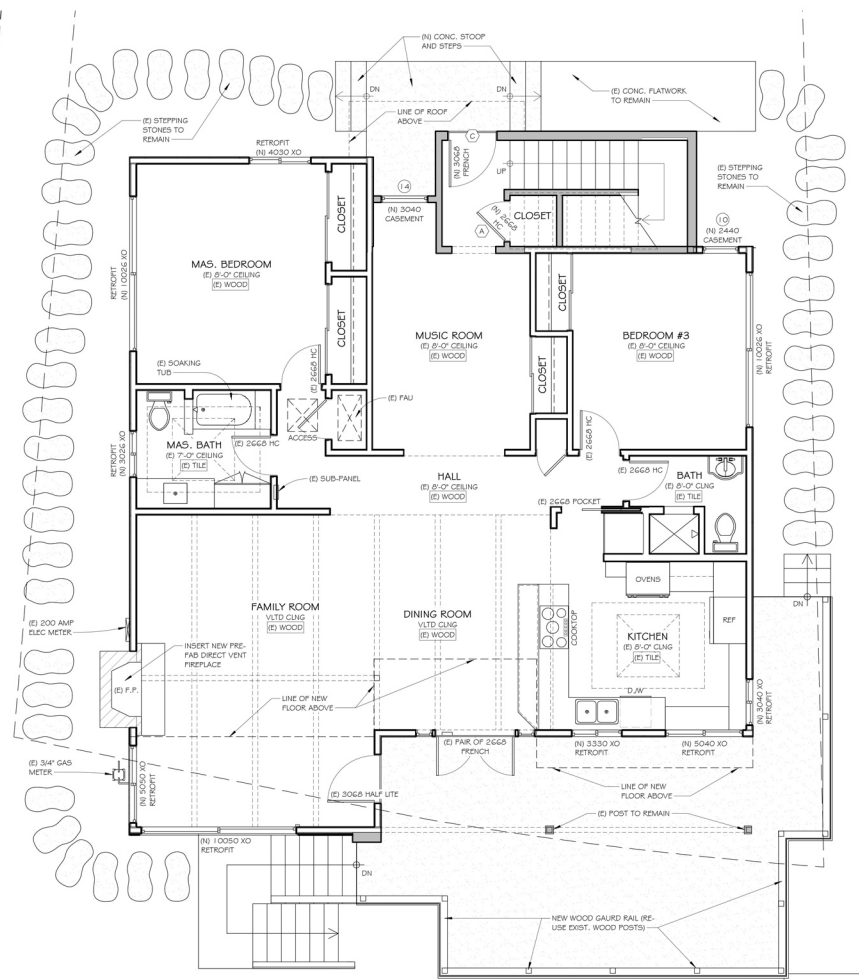 (N) CONC. STOOP
AND STEPS
DN
DN
(E) CONC. FLATWORK
TO REMAIN
LINE OF ROOF
ABOVE
(E) STEPPING
STONES TO
REMAIN
RETROFIT
(N) 4030 XO
C
(N) 3068
FRENCH
UP
(E) STEPPING
STONES TO
REMAIN
14
(N) 3040
CASEMENT
CLOSET
(N) 2668
HC
A
CLOSET
10
(N) 2440
CASEMENT
MAS. BEDROOM
(E) 8'-0" CEILING
(E) WOOD
RETROFIT
(N) 10026 XO
CLOSET
CLOSET
MUSIC ROOM
(E) 8'-0" CEILING
(E) WOOD
BEDROOM #3
(E) 8'-0" CEILING
(E) WOOD
(N) 10026 XO
RETROFIT
CLOSET
(E) SOAKING
TUB
(E) 2668 HC
(E) FAU
ACCESS
MAS. BATH
(E) 7'-0" CEILING
(E) TILE
(E) 2668 HC
RETROFIT
(N) 3026 XO
(E) 2668 HC
(E) SUB-PANEL
HALL
(E) 8'-0" CEILING
(E) WOOD
(E) 2668 HC
BATH
(E) 8'-0" CLNG
(E) TILE
(E) 2668 POCKET
OVENS
FAMILY ROOM
VLTD CLNG
(E) WOOD
DINING ROOM
VLTD CLNG
(E) WOOD
COOKTOP
KITCHEN
(E) 8'-0" CLNG
(E) TILE
REF
DN
(E) 200 AMP
ELEC METER
INSERT NEW PRE-
FAB DIRECT VENT
FIREPLACE
(E) F.P.
LINE OF NEW
FLOOR ABOVE
D./W
(N) 3040 XO
RETROFIT
(E) PAIR OF 2668
FRENCH
(N) 3330 XO
RETROFIT
(N) 5040 XO
RETROFIT
(E) 3/4" GAS
METER
(N) 5050 XO
RETROFIT
(E) 3068 HALF LITE
LINE OF NEW
FLOOR ABOVE
(E) POST TO REMAIN
(N) 10050 XO
RETROFIT
DN
NEW WOOD GAURD RAIL (RE-
USE EXIST. WOOD POSTS)